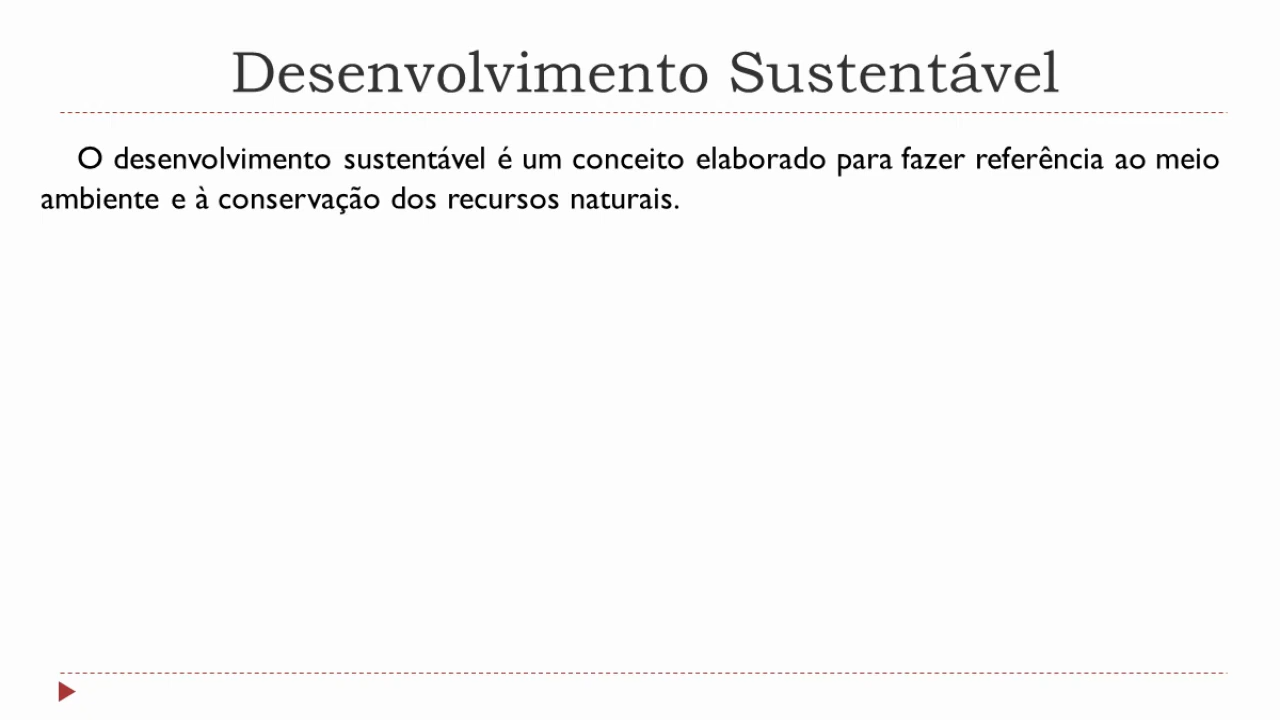 Desenvolvimento Sustentável
O desenvolvimento sustentável é um conceito elaborado para fazer referência ao meio
ambiente e à conservação dos recursos naturais.